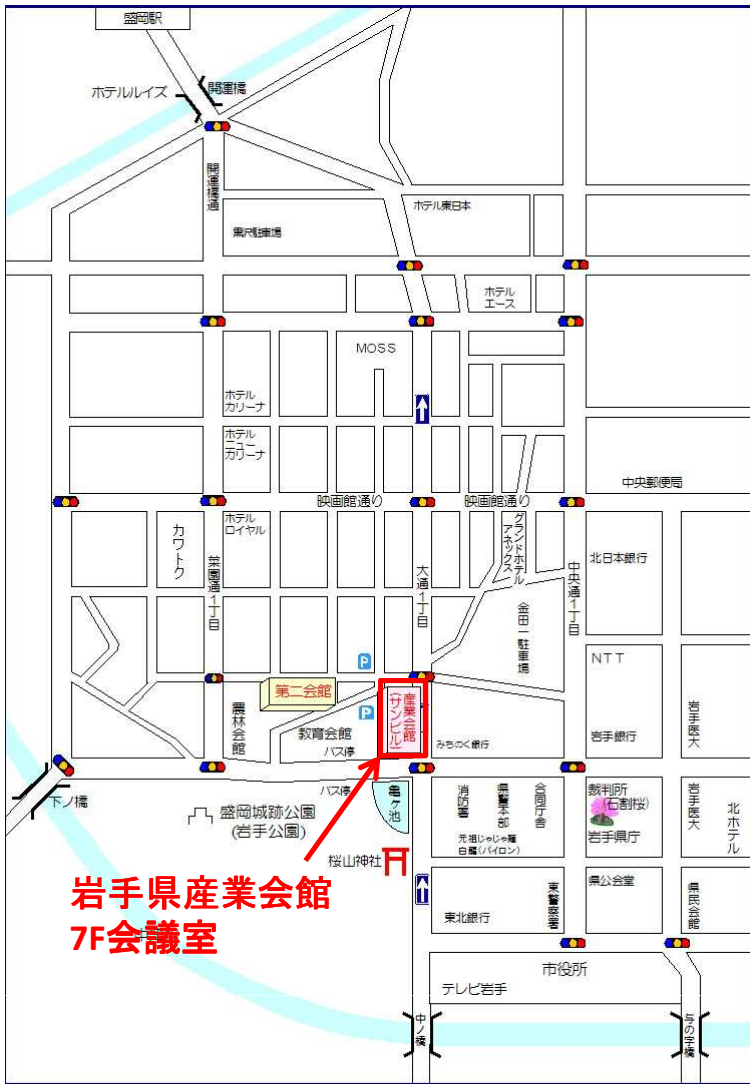 盛岡駅
ホテルルイズ
開運橋
開運橋通
ホテル東日本
黒沢駐車場
ホテル
エース
MOSS
ホテル
カリーナ
ホテル
ニュー
カリーナ
中央郵便局
映画館通り
映画館通り
ホテル
ロイヤル
カワトク
菜園通1丁目
大通1丁目
グランドホテル
アネックス
中央通1丁目
北日本銀行
金田一駐車場
P
NTT
第二会館
産業会館
(サンビル)
P
農林会館
教育会館
バス停
みちのく銀行
岩手銀行
岩手医大
下ノ橋
バス停
亀ヶ池
盛岡城跡公園
(岩手公園)
消防署
県警本部
合同庁舎
裁判所
(石割桜)
岩手県庁
岩手医大
北ホテル
元祖じゃじゃ麺
白龍(パイロン)
桜山神社
岩手県産業会館
7F会議室
東北銀行
東警察署
県公会堂
県民会館
市役所
テレビ岩手
中ノ橋
与の字橋